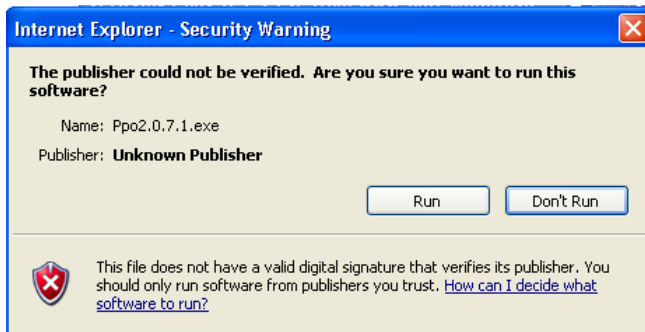 Internet Explorer - Security Warning
The publisher could not be verified. Are you sure you want to run this
software?
Name: Ppo2.0.7.1.exe
Publisher: Unknown Publisher
Run Don't Run
This file does not have a valid digital signature that verifies its publisher. You
should only run software from publishers you trust. How can I decide what
software to run?